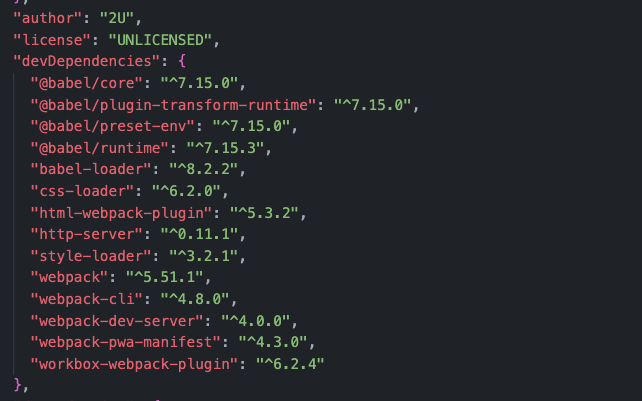 },
"author": "2U",
"license": "UNLICENSED",
"devDependencies": {
"@babel/core": "^7.15.0",
"@babel/plugin-transform-runtime": "^7.15.0",
"@babel/preset-env": "^7.15.0",
"@babel/runtime": "^7.15.3",
"babel-loader": "^8.2.2",
"css-loader": "^6.2.0",
"html-webpack-plugin": "^5.3.2",
"http-server": "^0.11.1",
"style-loader": "^3.2.1",
"webpack": "^5.51.1",
"webpack-cli": "^4.8.0",
"webpack-dev-server": "^4.0.0",
"webpack-pwa-manifest": "^4.3.0",
"workbox-webpack-plugin": "^6.2.4"
},